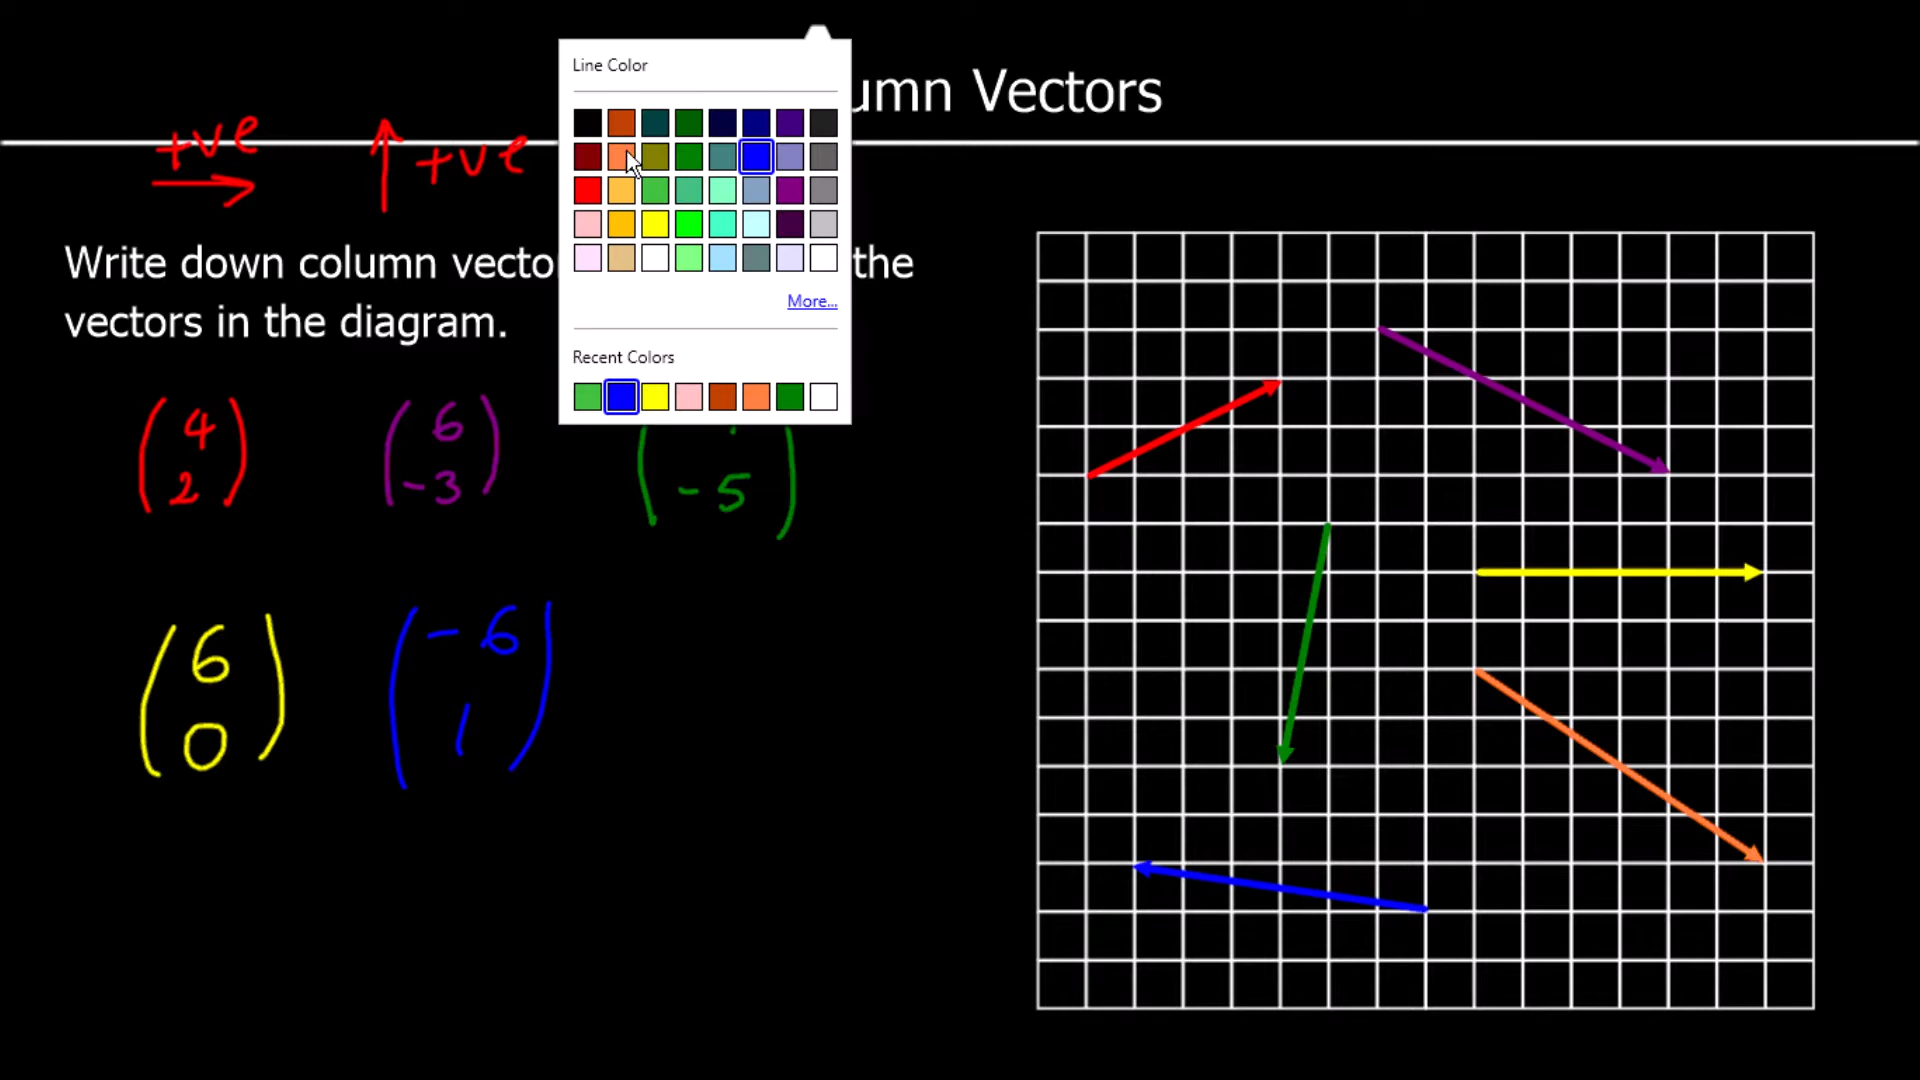 Line Color
umn Vectors
+ve +ve
Write down column vecto the
vectors in the diagram.
More...
Recent Colors
4 6
2 -3 -5
6 -6
0 1